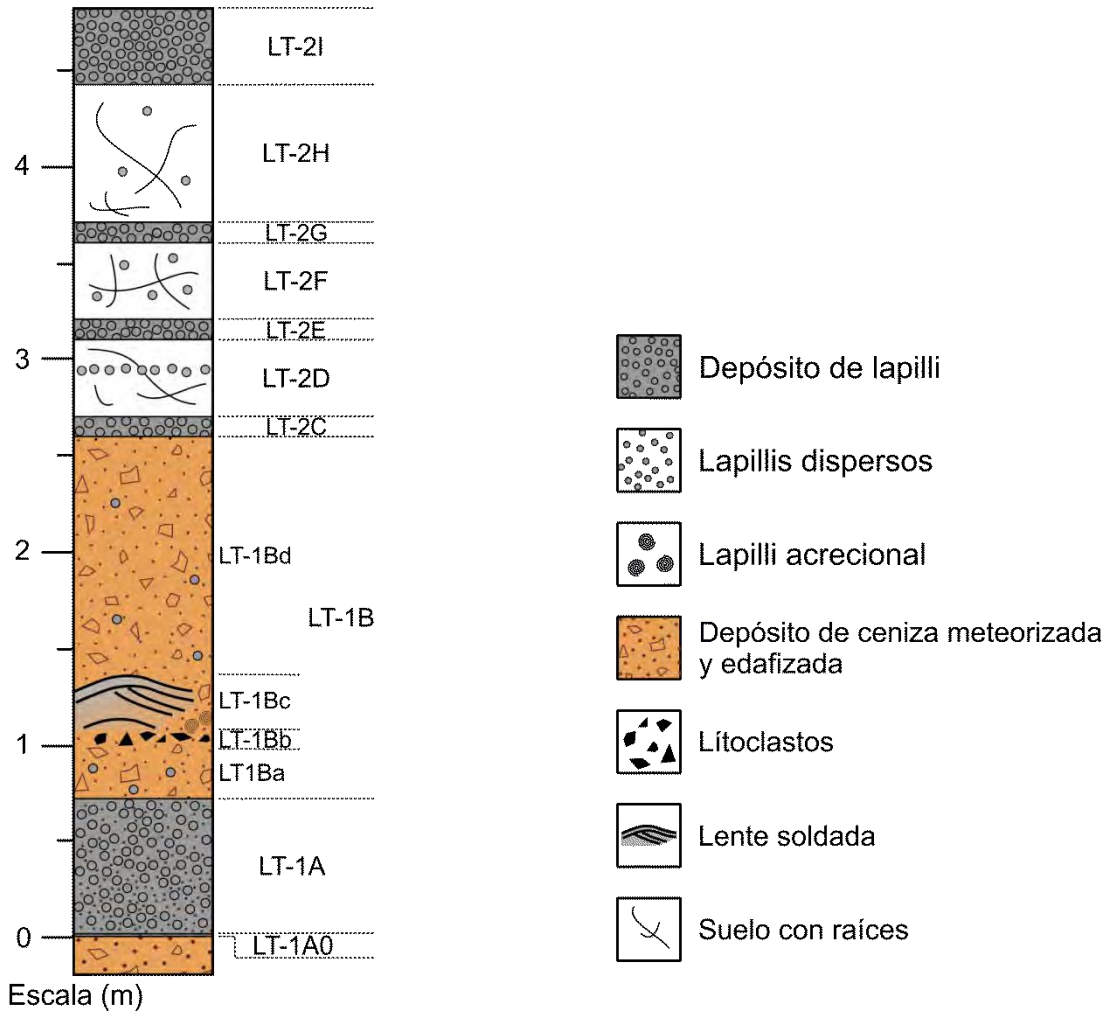 LT-2I
LT-2H
4
LT-2G
LT-2F
LT-2E
3
LT-2D
LT-2C
2
LT-1Bd
LT-1B
LT-1Bc
LT-1Bb
1
LT1Ba
LT-1A
0
LT-1A0
Escala (m)
Depósito de lapilli
Lapillis dispersos
Lapilli acrecional
Depósito de ceniza meteorizada
y edafizada
Lítoclastos
Lente soldada
Suelo con raíces